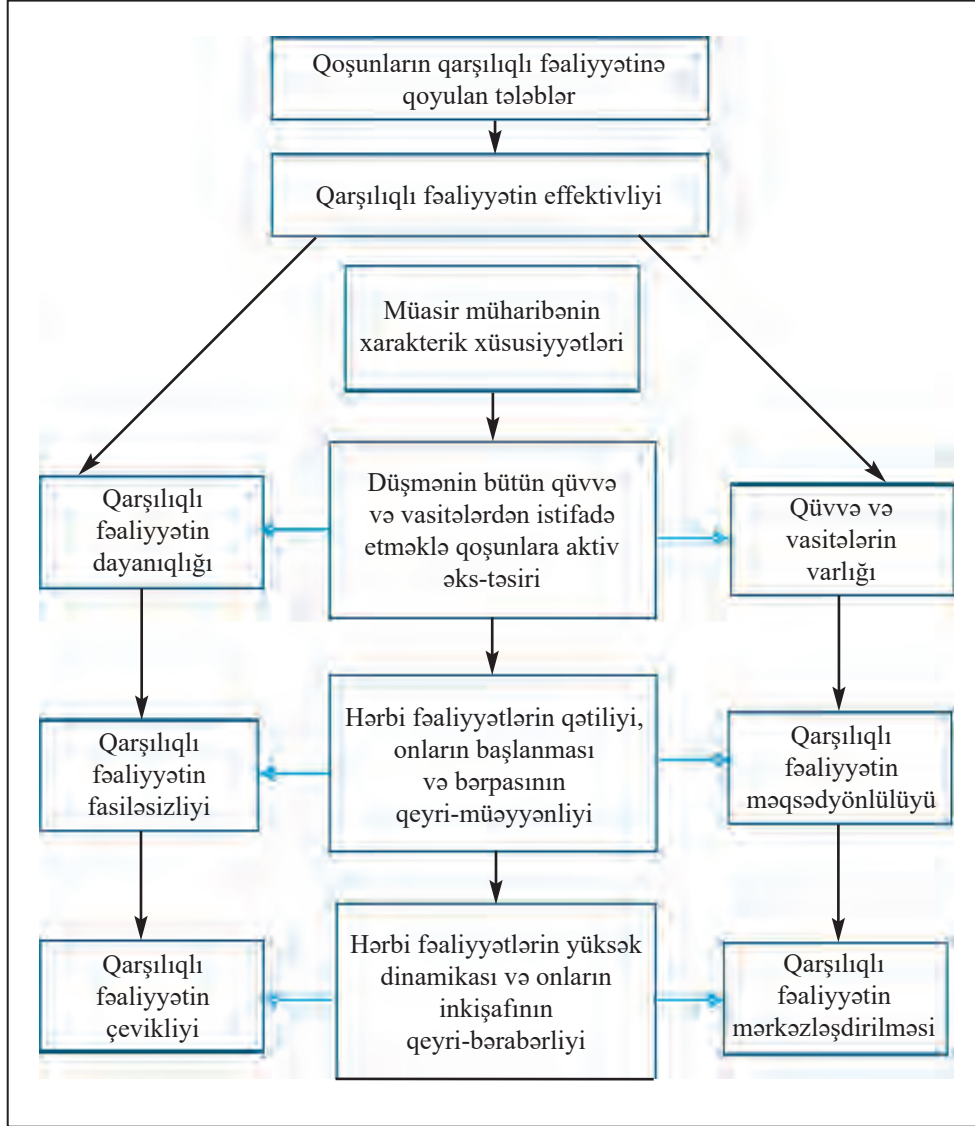 Qoşunların qarşılıqlı fəaliyyətinə
qoyulan tələblər
Qarşılıqlı fəaliyyətin effektivliyi
Müasir müharibənin
xarakterik xüsusiyyətləri
Qarşılıqlı
fəaliyyətin
dayanıqlığı
Düşmənin bütün qüvvə
və vasitələrdən istifadə
etməklə qoşunlara aktiv
əks-təsiri
Qüvvə və
vasitələrin
varlığı
Qarşılıqlı
fəaliyyətin
fasiləsizliyi
Hərbi fəaliyyətlərin qətiliyi,
onların başlanması
və bərpasının
qeyri-müəyyənliyi
Qarşılıqlı
fəaliyyətin
məqsədyönlülüyü
Qarşılıqlı
fəaliyyətin
çevikliyi
Hərbi fəaliyyətlərin yüksək
dinamikası və onların
inkişafının
qeyri-bərabərliyi
Qarşılıqlı
fəaliyyətin
mərkəzləşdirilməsi